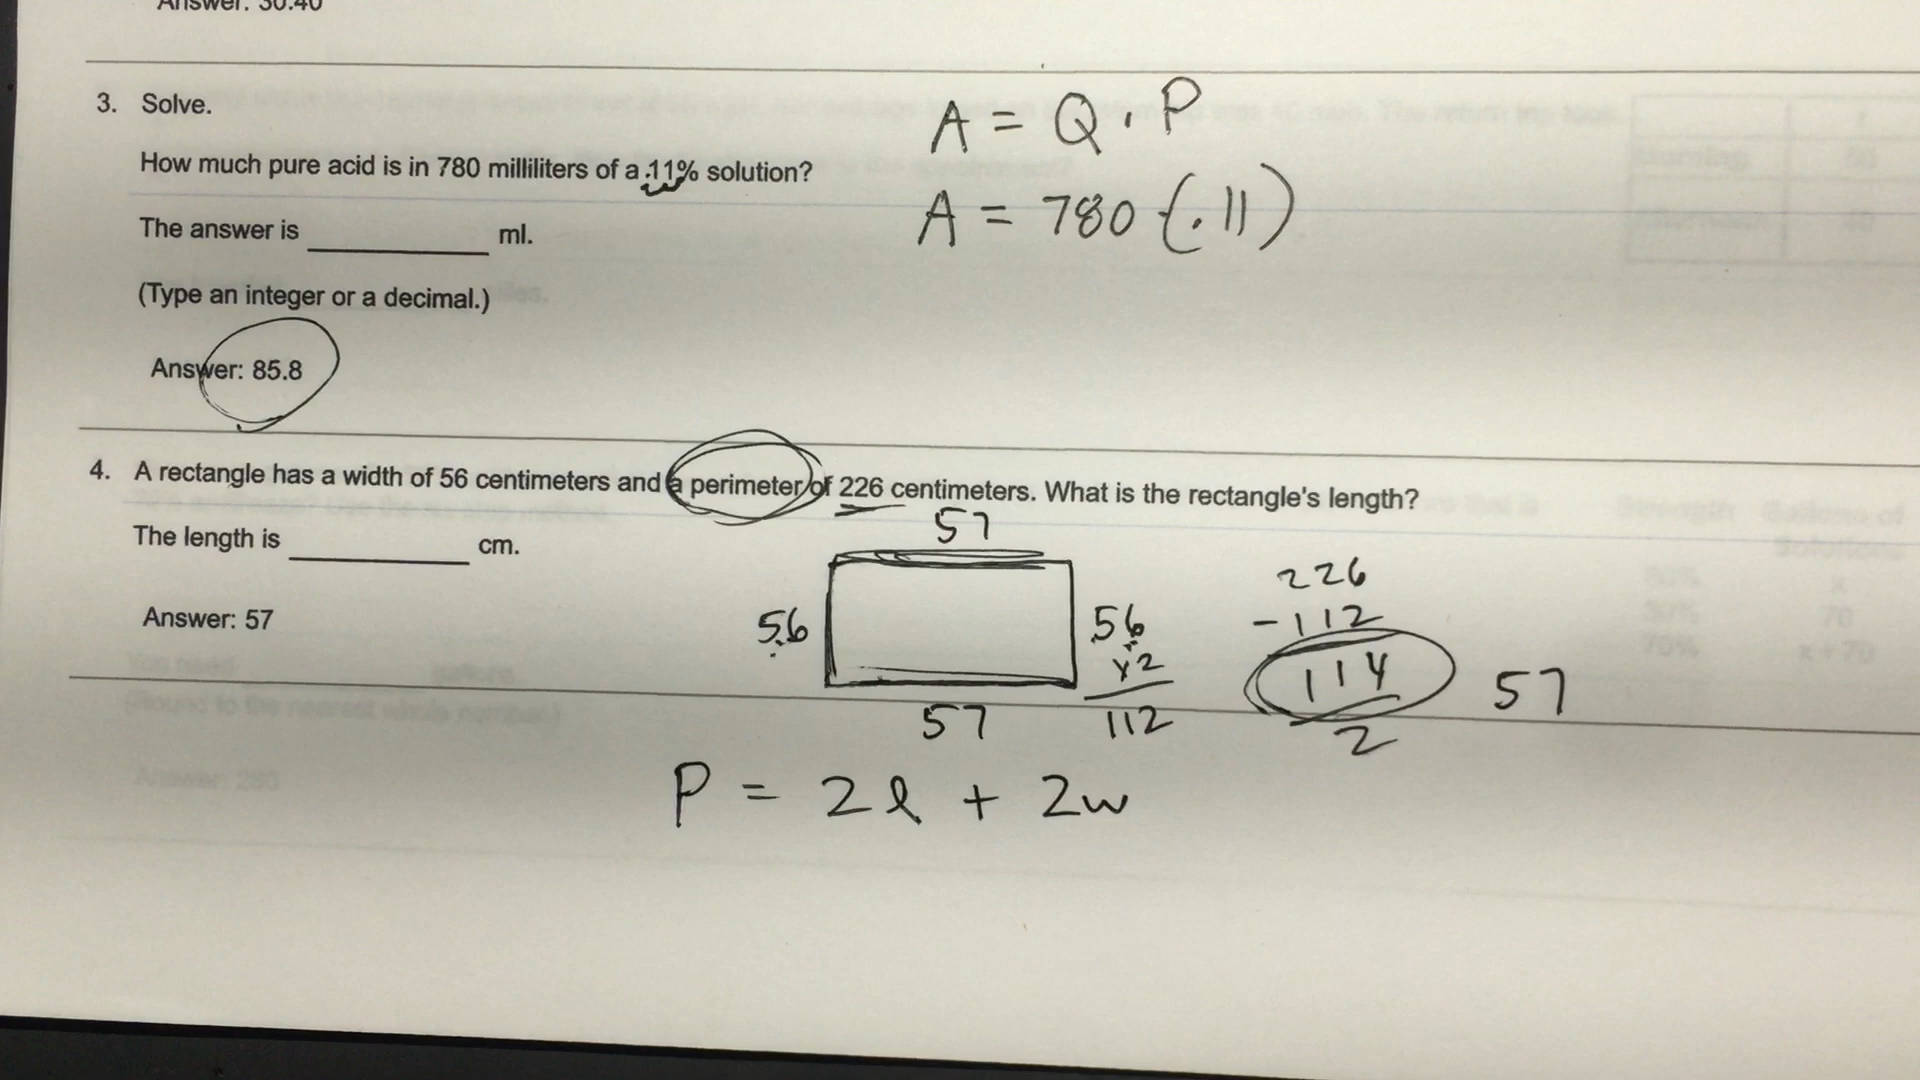 Answer: 30.40
3. Solve.
How much pure acid is in 780 milliliters of a .11% solution?
The answer is __________ ml.
(Type an integer or a decimal.)
Answer: 85.8
A = Q · P
A = 780 (.11)
4. A rectangle has a width of 56 centimeters and a perimeter of 226 centimeters. What is the rectangle's length?
The length is __________ cm.
Answer: 57
57
56
56
x2
112
57
226
-112
114
2
57
P = 2l + 2w